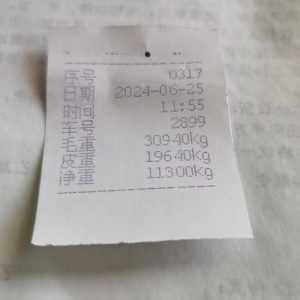 序号 0317
日期 2024-06-25
时间 11:55
车号 2899
毛重 30940kg
皮重 19640kg
净重 11300kg